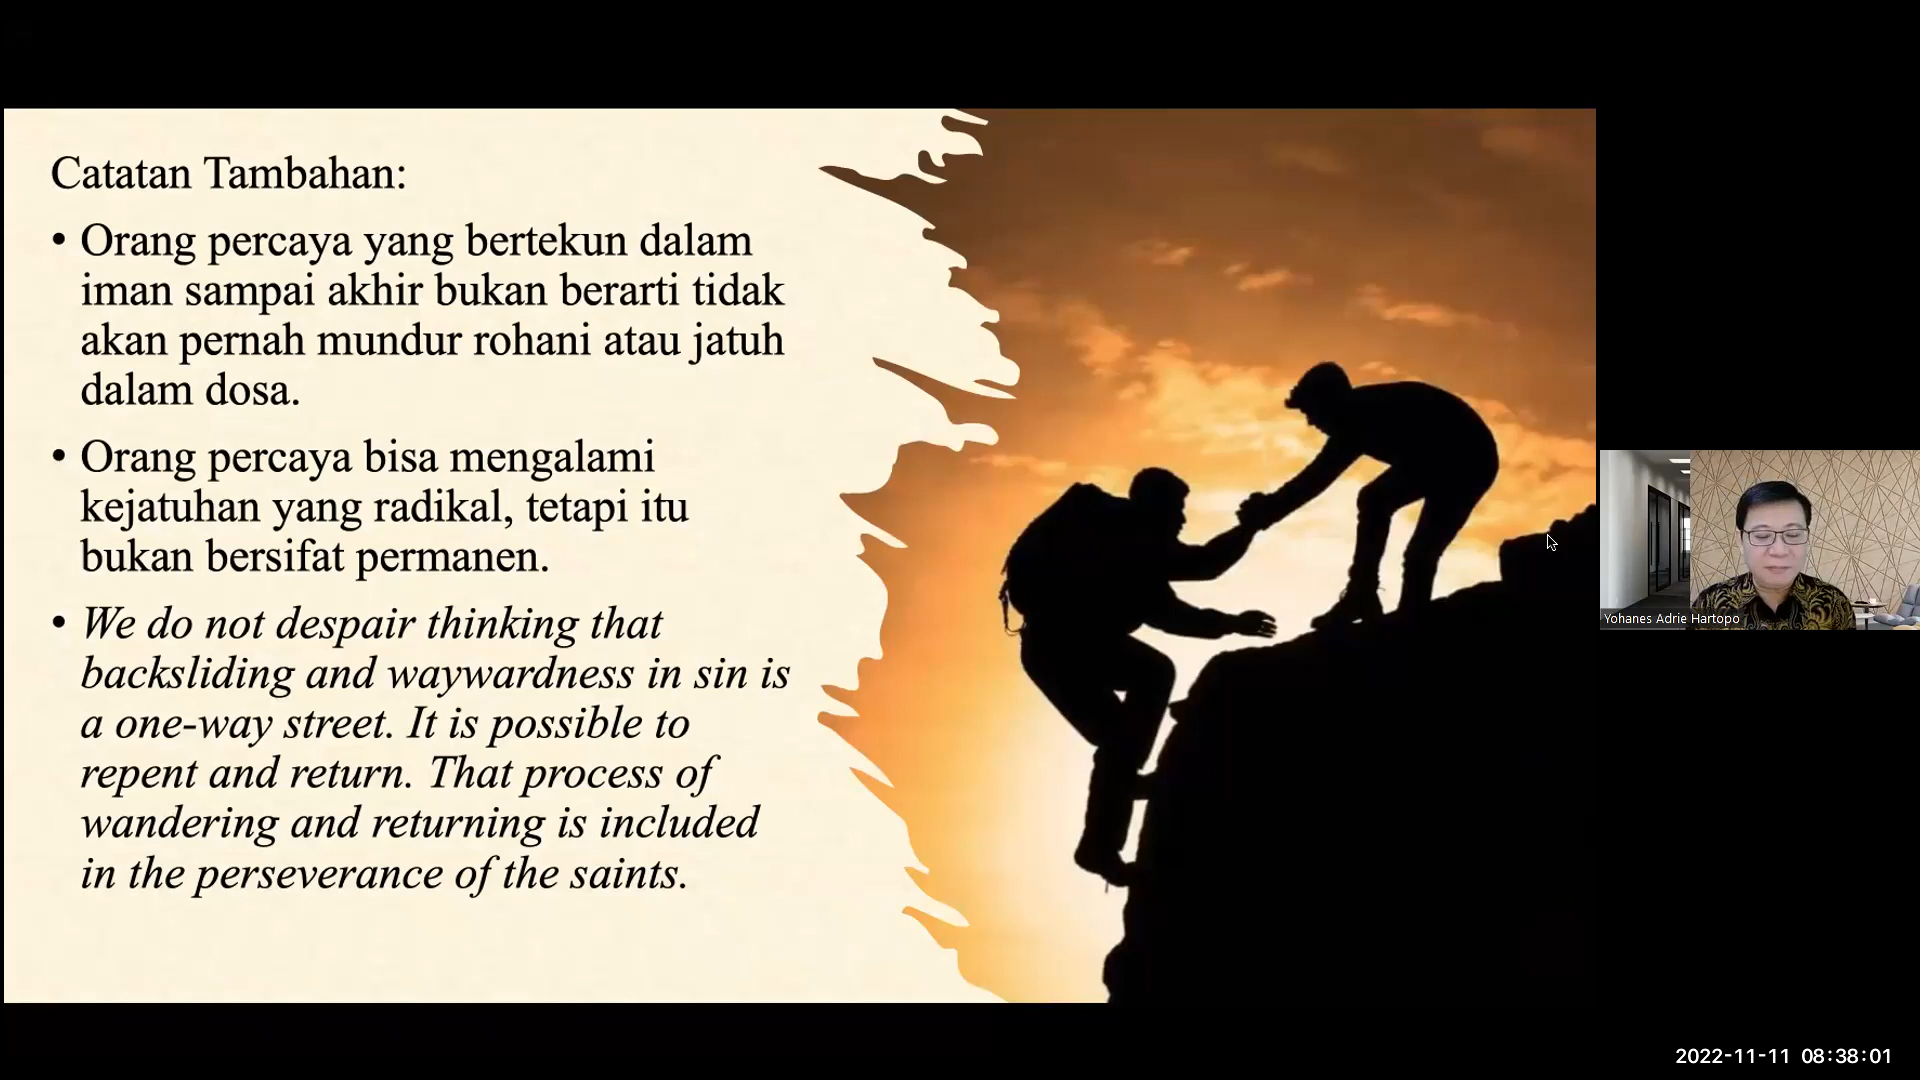 Catatan Tambahan:
• Orang percaya yang bertekun dalam
iman sampai akhir bukan berarti tidak
akan pernah mundur rohani atau jatuh
dalam dosa.
• Orang percaya bisa mengalami
kejatuhan yang radikal, tetapi itu
bukan bersifat permanen.
• We do not despair thinking that
backsliding and waywardness in sin is
a one-way street. It is possible to
repent and return. That process of
wandering and returning is included
in the perseverance of the saints.
Yohanes Adrie Hartopo
2022-11-11 08:38:01